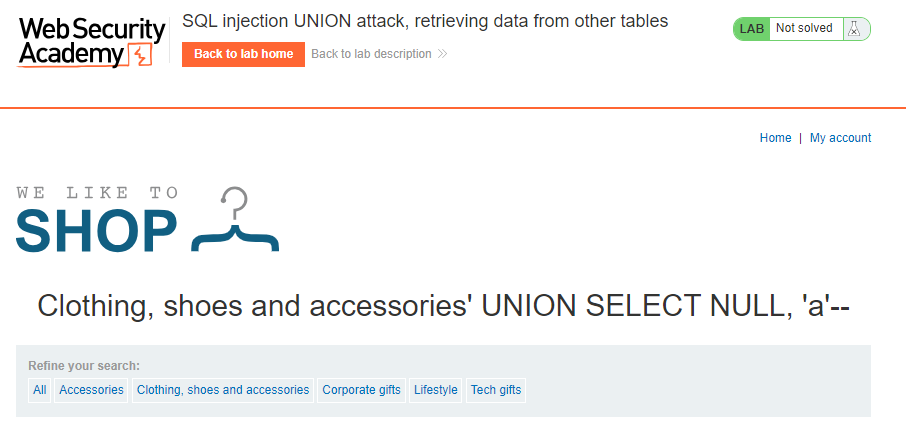 Web Security
Academy
SQL injection UNION attack, retrieving data from other tables
Back to lab home Back to lab description
LAB Not solved
Home | My account
WE LIKE TO
SHOP
Clothing, shoes and accessories' UNION SELECT NULL, 'a'--
Refine your search:
All Accessories Clothing, shoes and accessories Corporate gifts Lifestyle Tech gifts